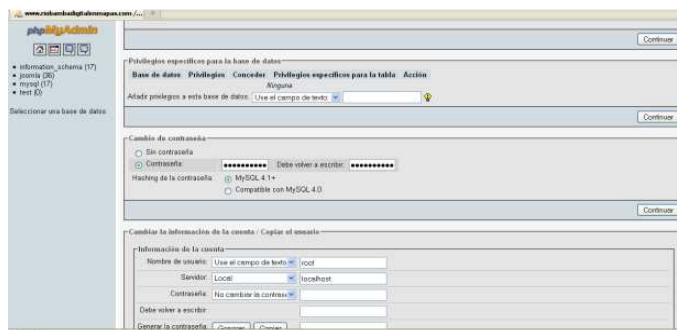 www.riobambadigitalenmapas.com /...
phpMyAdmin
Continuar
information_schema (17)
joomla (36)
mysql (17)
test (0)
Seleccionar una base de datos
Privilegios específicos para la base de datos
Base de datos Privilegios Conceder Privilegios específicos para la tabla Acción
Ninguna
Añadir privilegios a esta base de datos: Use el campo de texto
Continuar
Cambio de contraseña
Sin contraseña
Contraseña: Debe volver a escribir:
Hashing de la contraseña: MySQL 4.1+
Compatible con MySQL 4.0
Continuar
Cambiar la información de la cuenta / Copiar el usuario
Información de la cuenta
Nombre de usuario: Use el campo de texto root
Servidor: Local localhost
Contraseña: No cambiar la contrase
Debe volver a escribir:
Generar la contraseña: Generar Copiar